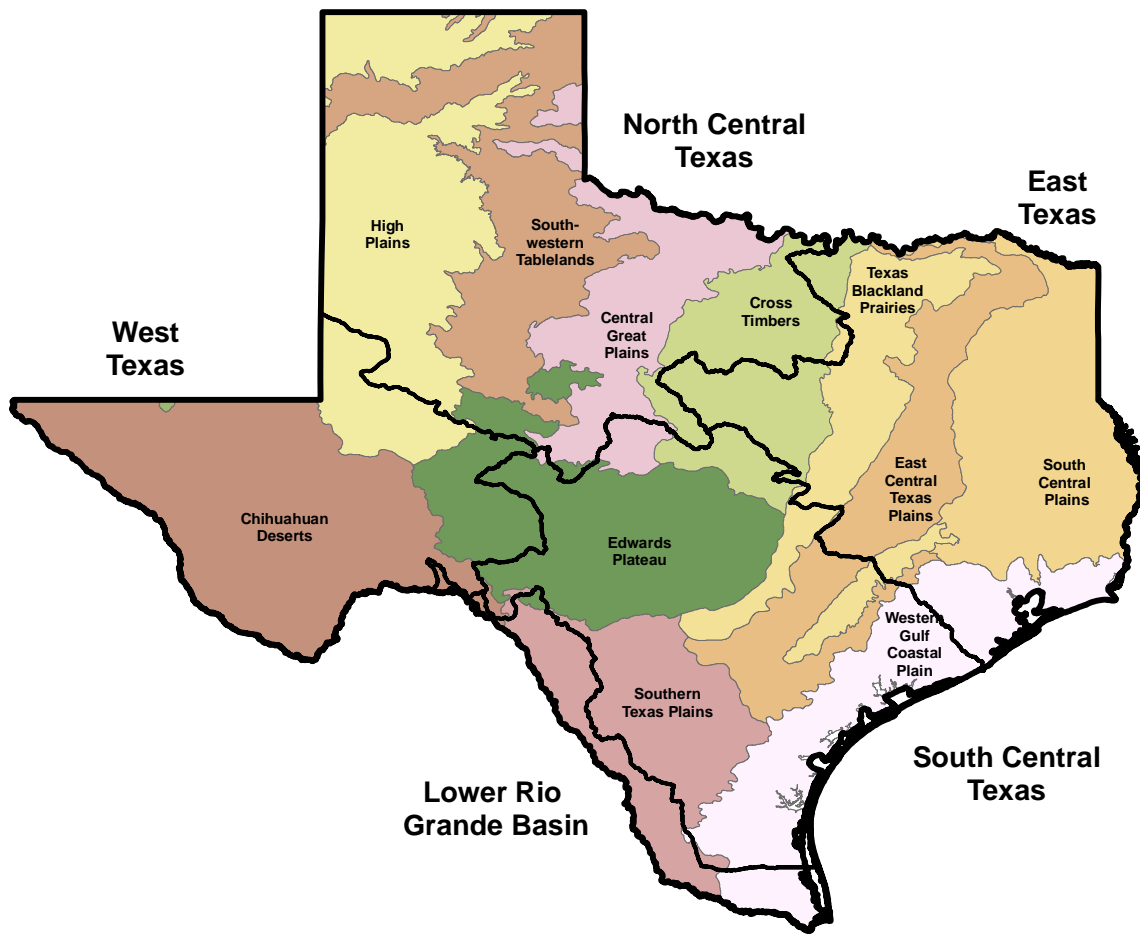 North Central
Texas
East
Texas
High
Plains
South-
western
Tablelands
Texas
Blackland
Prairies
Cross
Timbers
Central
Great
Plains
West
Texas
East
Central
Texas
Plains
South
Central
Plains
Chihuahuan
Deserts
Edwards
Plateau
Western
Gulf
Coastal
Plain
Southern
Texas Plains
South Central
Texas
Lower Rio
Grande Basin